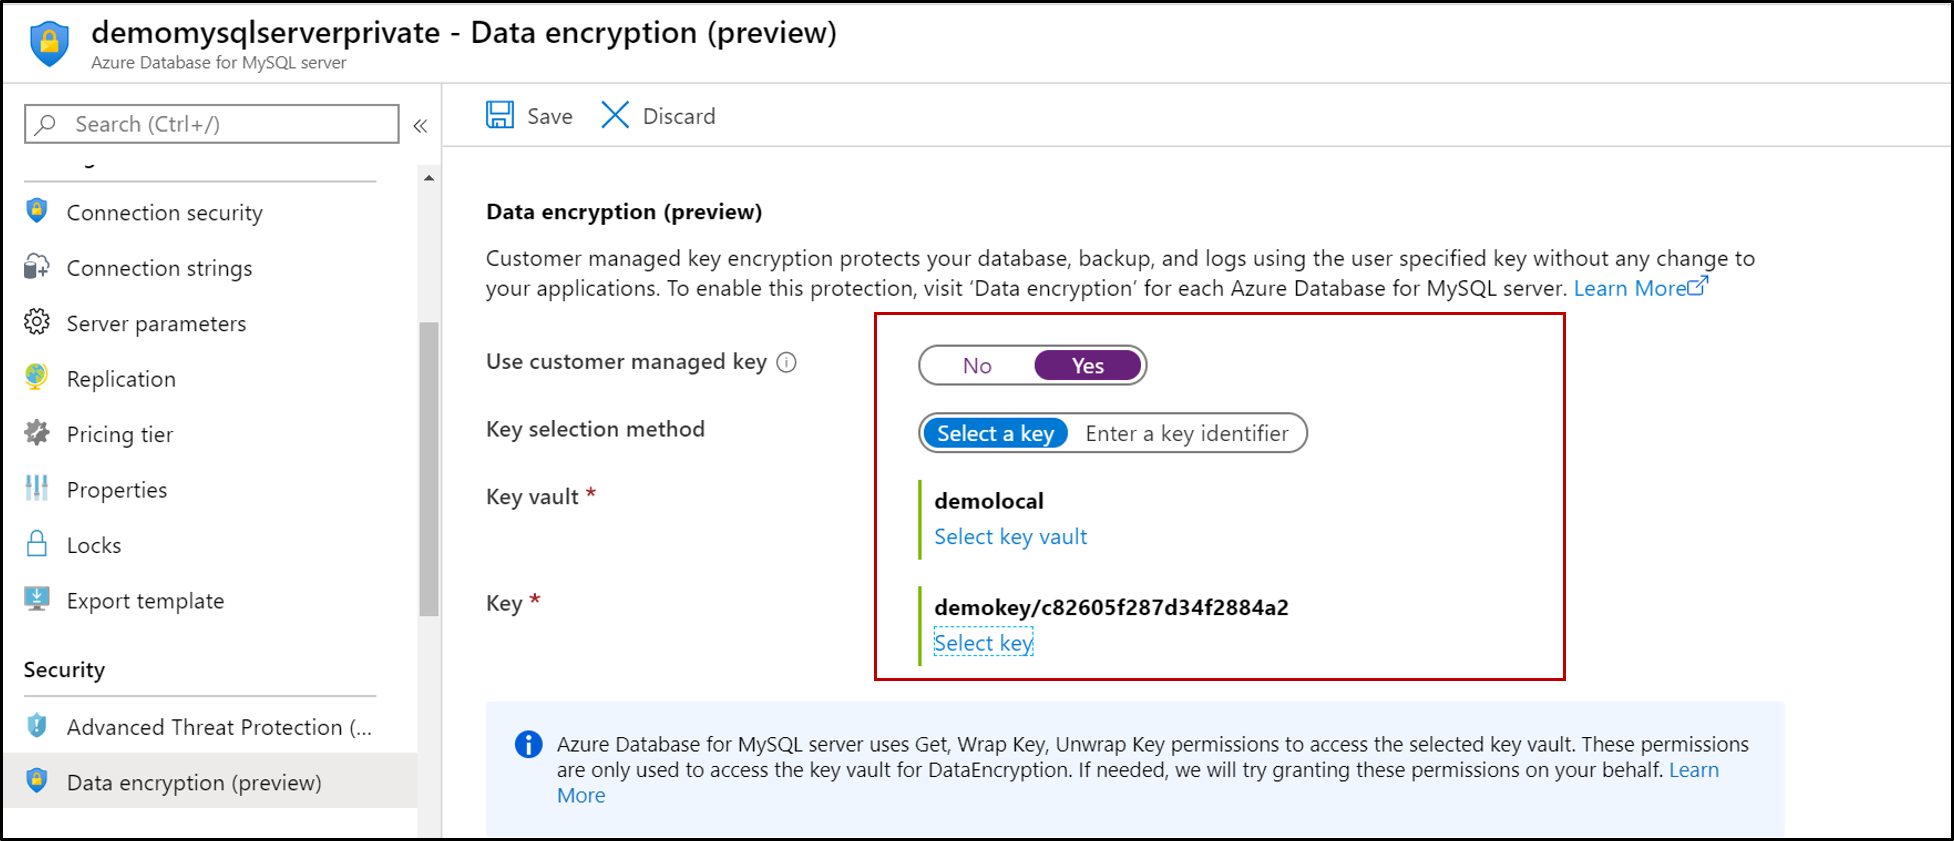 demomysqlserverprivate - Data encryption (preview)
Azure Database for MySQL server
Search (Ctrl+/)
Connection security
Connection strings
Server parameters
Replication
Pricing tier
Properties
Locks
Export template
Security
Advanced Threat Protection (...
Data encryption (preview)
Save
Discard
Data encryption (preview)
Customer managed key encryption protects your database, backup, and logs using the user specified key without any change to
your applications. To enable this protection, visit ‘Data encryption’ for each Azure Database for MySQL server. Learn More
Use customer managed key
No Yes
Key selection method
Select a key Enter a key identifier
Key vault *
demolocal
Select key vault
Key *
demokey/c82605f287d34f2884a2
Select key
Azure Database for MySQL server uses Get, Wrap Key, Unwrap Key permissions to access the selected key vault. These permissions
are only used to access the key vault for DataEncryption. If needed, we will try granting these permissions on your behalf. Learn
More